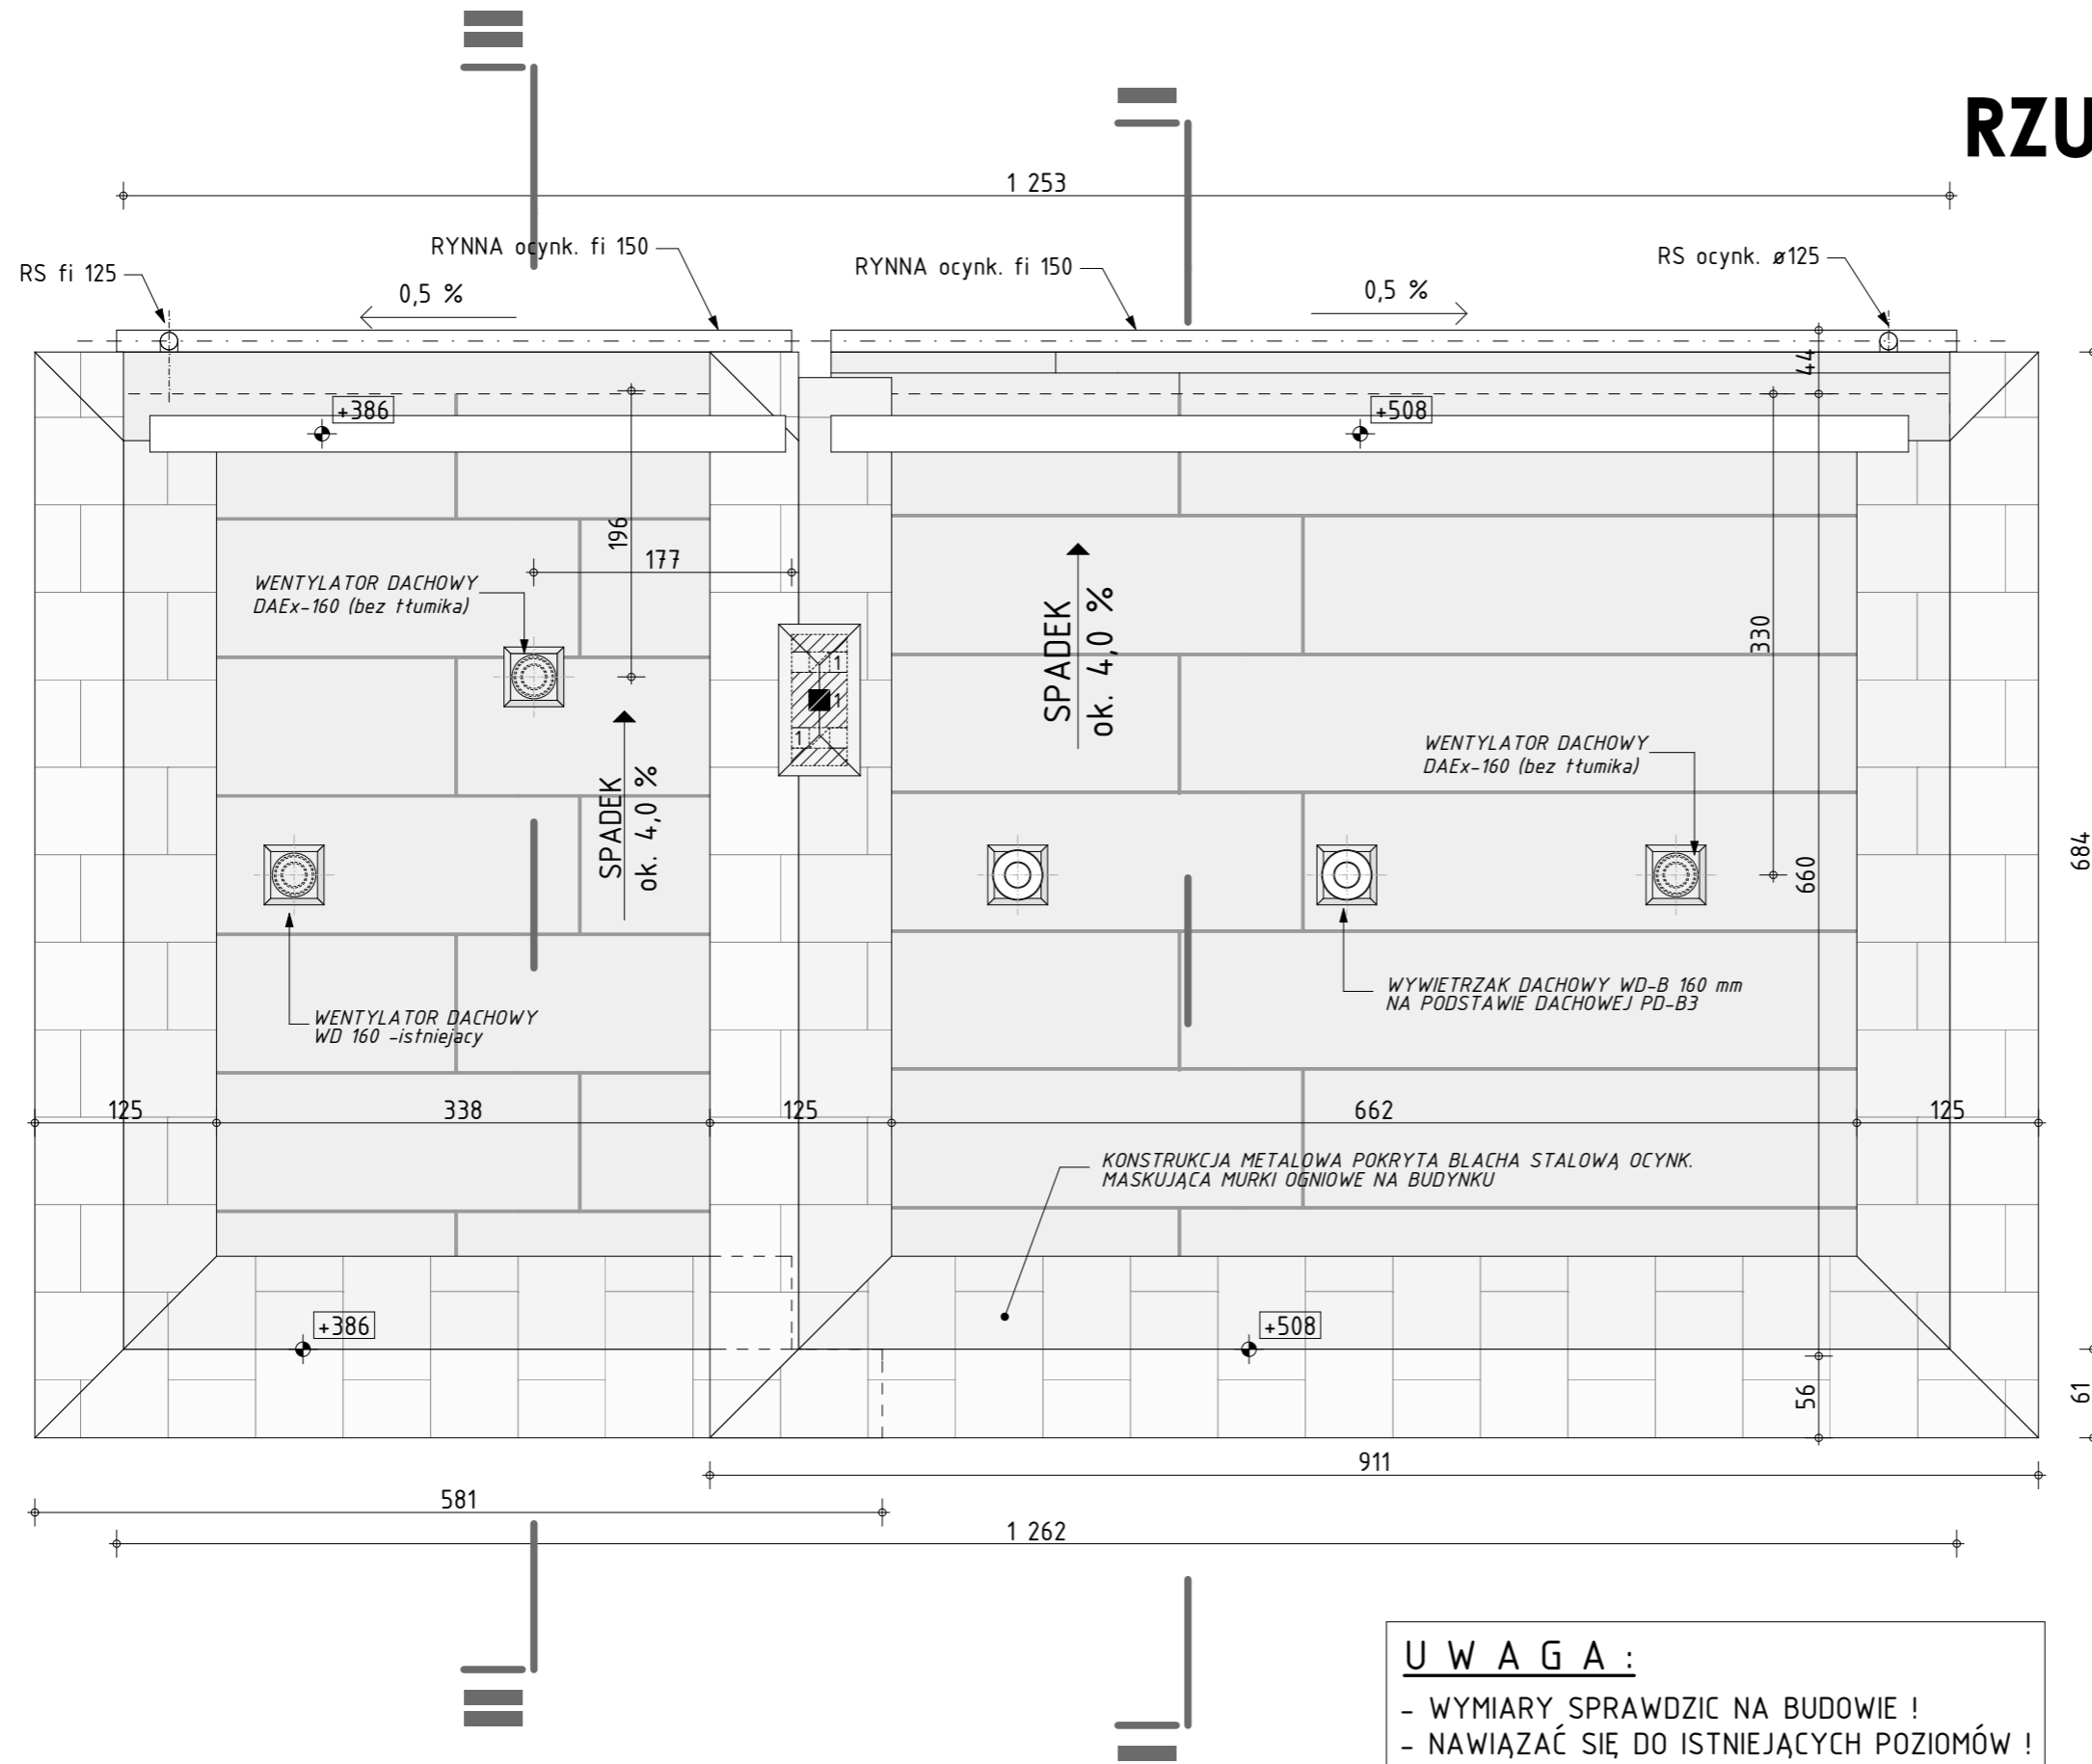 RZU
1 253
RYNNA ocynk. fi 150
RYNNA ocynk. fi 150
RS ocynk. ø125
RS fi 125
0,5 %
0,5 %
44
+386
+508
196
177
WENTYLATOR DACHOWY
DAEx-160 (bez tłumika)
SPADEK
ok. 4,0 %
330
1
1
1
WENTYLATOR DACHOWY
DAEx-160 (bez tłumika)
SPADEK
ok. 4,0 %
660
684
WYWIETRZAK DACHOWY WD-B 160 mm
NA PODSTAWIE DACHOWEJ PD-B3
WENTYLATOR DACHOWY
WD 160 -istniejacy
125
338
125
662
125
KONSTRUKCJA METALOWA POKRYTA BLACHA STALOWĄ OCYNK.
MASKUJĄCA MURKI OGNIOWE NA BUDYNKU
+386
+508
56
61
911
581
1 262
U W A G A :
- WYMIARY SPRAWDZIC NA BUDOWIE !
- NAWIĄZAĆ SIĘ DO ISTNIEJĄCYCH POZIOMÓW !